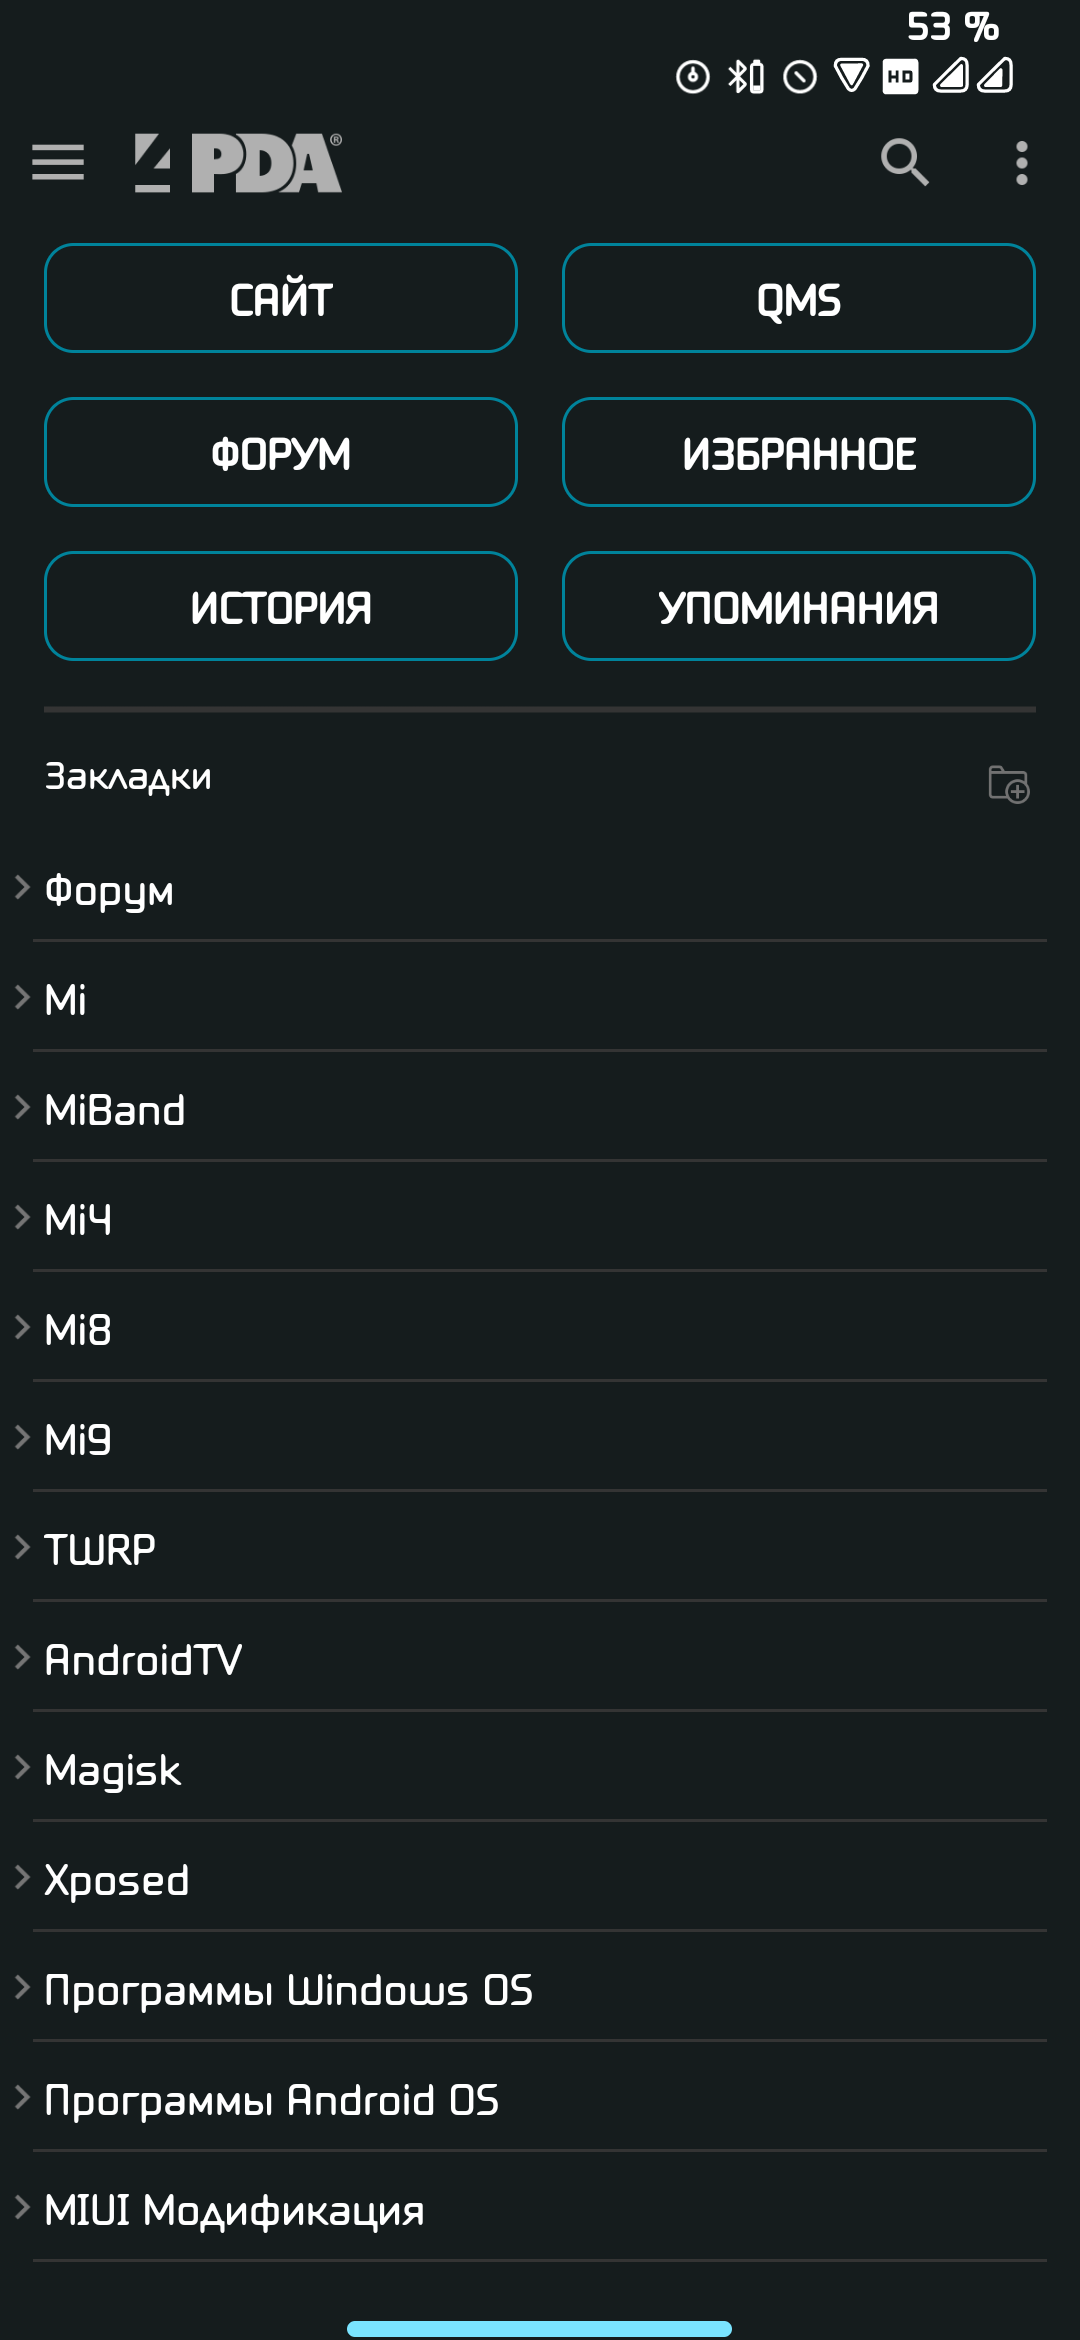 53 %
HD
4PDA®
САЙТ
QMS
ФОРУМ
ИЗБРАННОЕ
ИСТОРИЯ
УПОМИНАНИЯ
Закладки
Форум
Mi
MiBand
Mi4
Mi8
Mi9
TWRP
AndroidTV
Magisk
Xposed
Программы Windows OS
Программы Android OS
MIUI Модификация